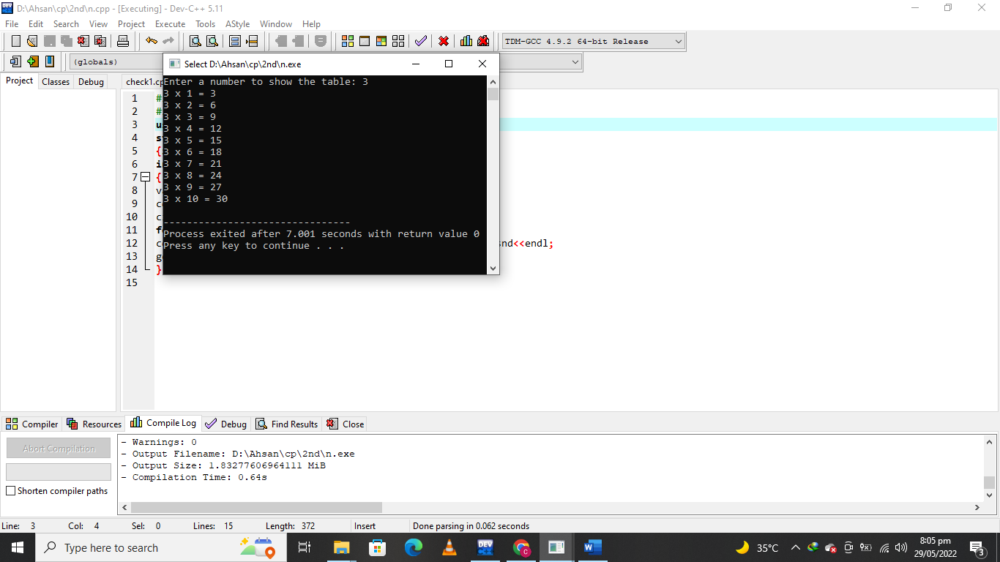 D:\Ahsan\cp\2nd\n.cpp - [Executing] - Dev-C++ 5.11
File Edit Search View Project Execute Tools AStyle Window Help
TDM-GCC 4.9.2 64-bit Release
(globals)
Project Classes Debug
check1.cp
Select D:\Ahsan\cp\2nd\n.exe
Enter a number to show the table: 3
3 x 1 = 3
3 x 2 = 6
3 x 3 = 9
3 x 4 = 12
3 x 5 = 15
3 x 6 = 18
3 x 7 = 21
3 x 8 = 24
3 x 9 = 27
3 x 10 = 30
--------------------------------
Process exited after 7.001 seconds with return value 0
Press any key to continue . . .
1 #
2 #
3 u
4 s
5 {
6 i
7 {
8 v
9 c
10 c
11 f
12 c nd<<endl;
13 g
14 }
15
Compiler Resources Compile Log Debug Find Results Close
Abort Compilation
Shorten compiler paths
- Warnings: 0
- Output Filename: D:\Ahsan\cp\2nd\n.exe
- Output Size: 1.83277606964111 MiB
- Compilation Time: 0.64s
Line: 3 Col: 4 Sel: 0 Lines: 15 Length: 372 Insert Done parsing in 0.062 seconds
Type here to search
DEV
C
W
35°C
8:05 pm
29/05/2022
3